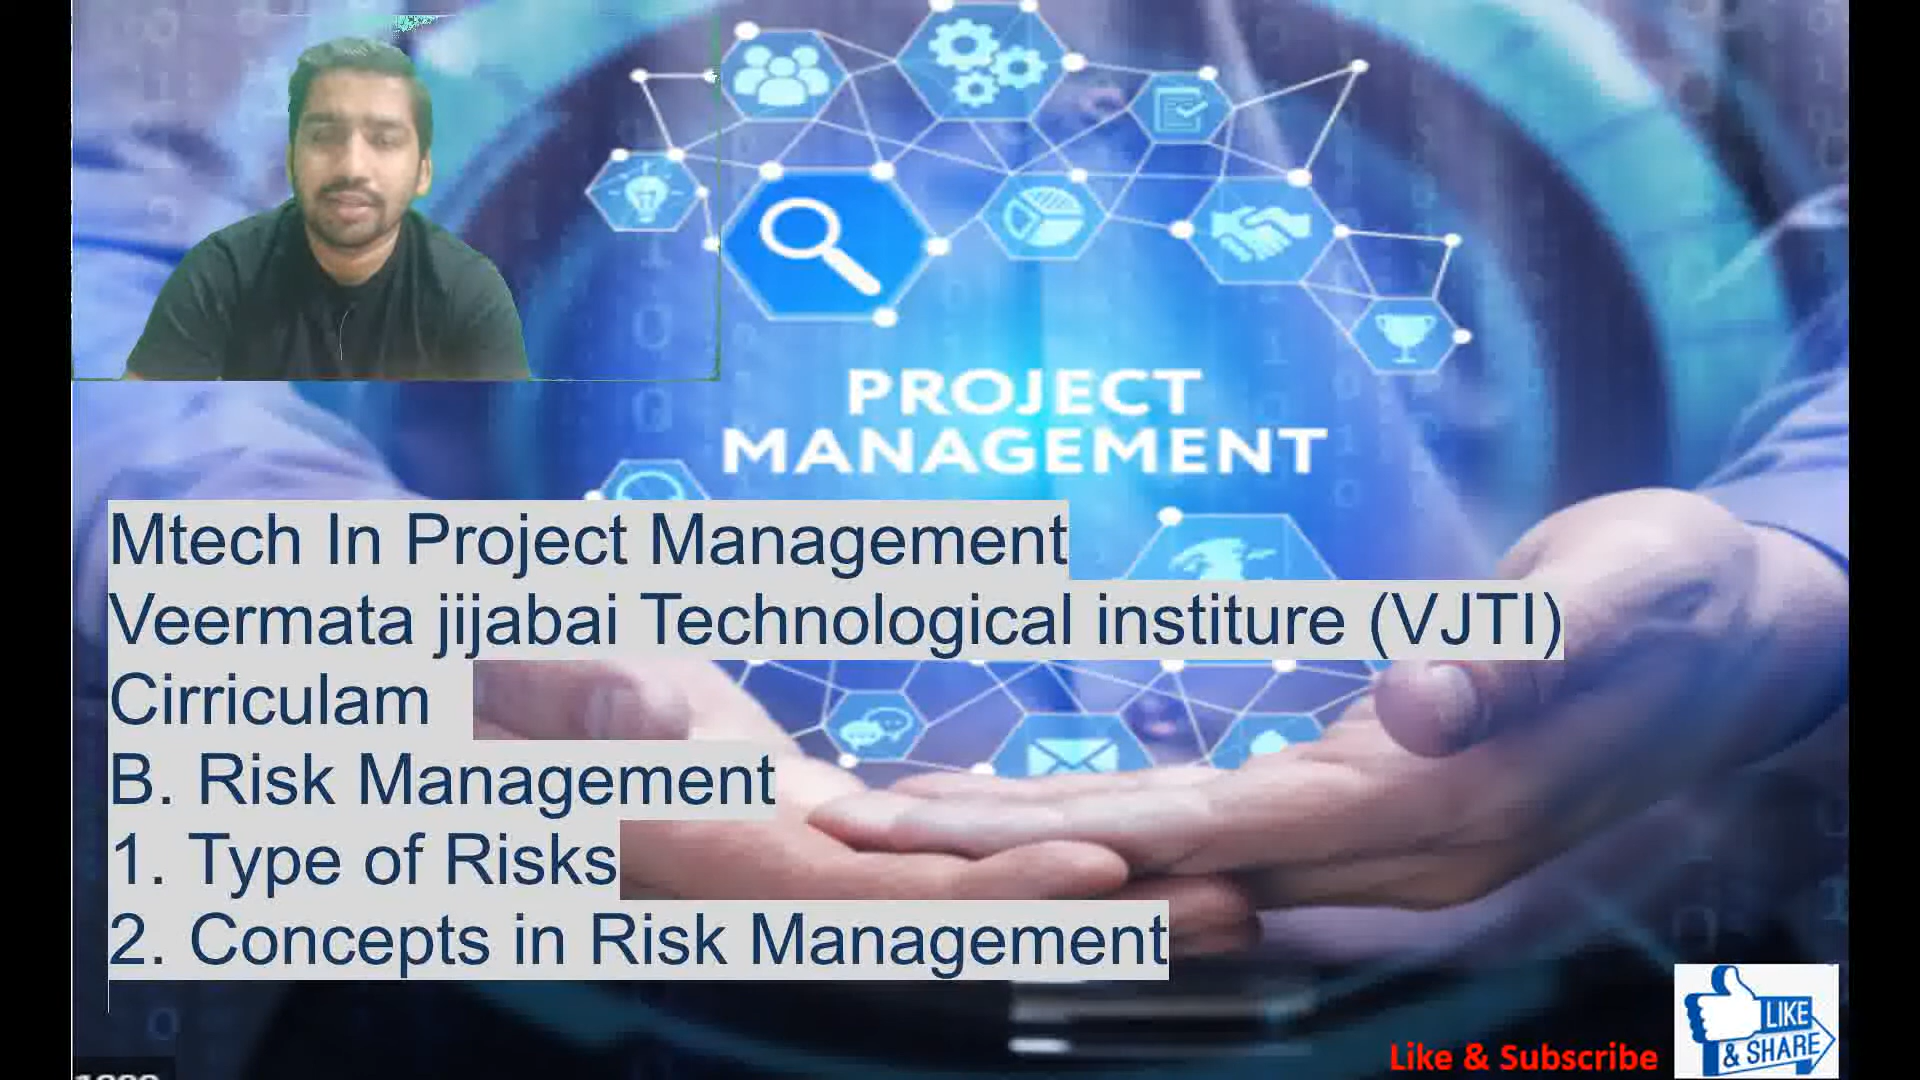 PROJECT
MANAGEMENT
Mtech In Project Management
Veermata jijabai Technological institure (VJTI)
Cirriculam
B. Risk Management
1. Type of Risks
2. Concepts in Risk Management
Like & Subscribe
LIKE
& SHARE